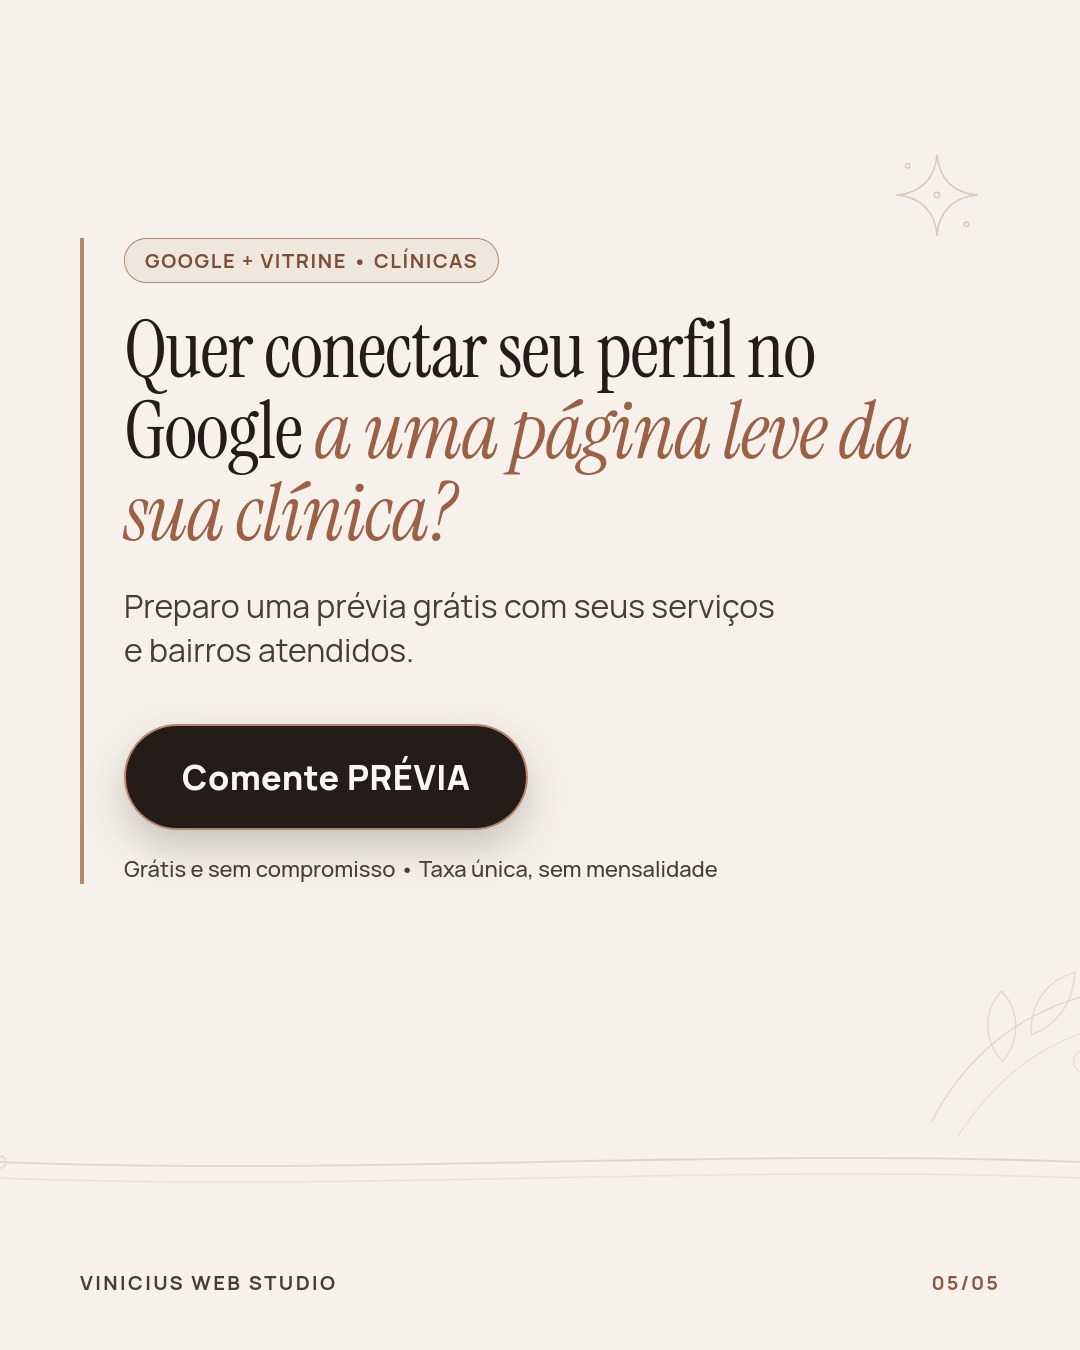 GOOGLE + VITRINE • CLÍNICAS
Quer conectar seu perfil no
Google a uma página leve da
sua clínica?
Preparo uma prévia grátis com seus serviços
e bairros atendidos.
Comente PRÉVIA
Grátis e sem compromisso • Taxa única, sem mensalidade
VINICIUS WEB STUDIO
05/05